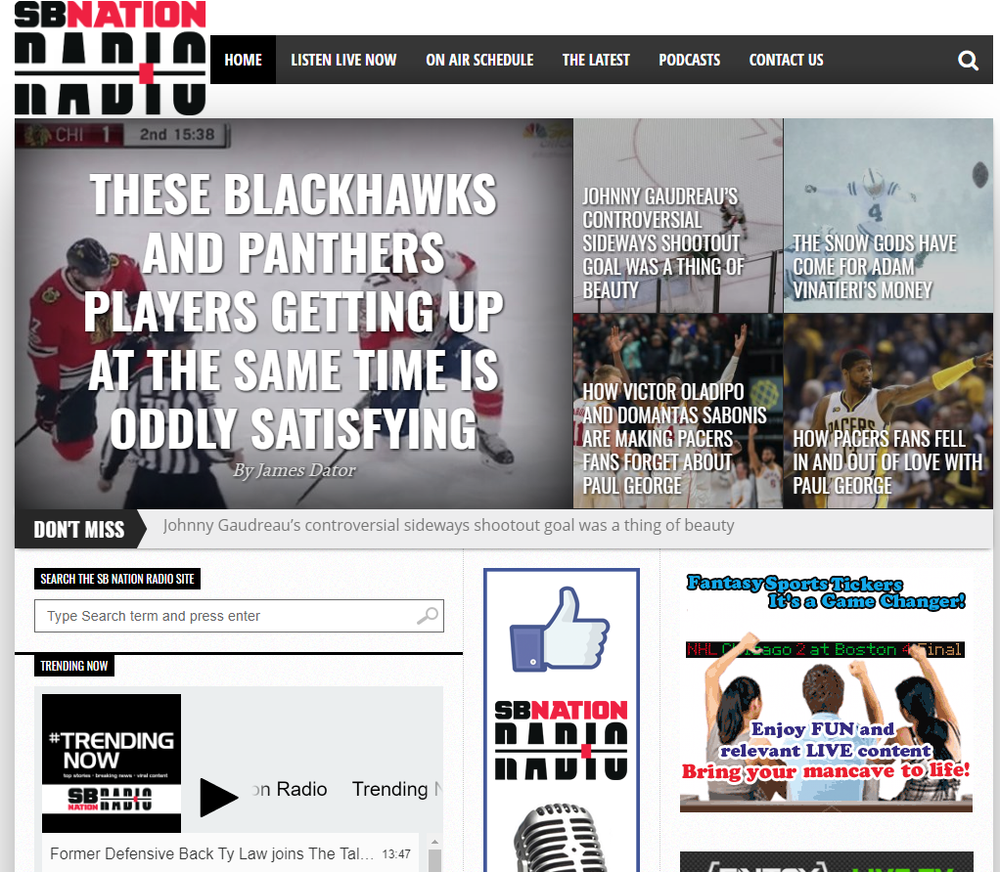 SBNATION
RADIO
HOME LISTEN LIVE NOW ON AIR SCHEDULE THE LATEST PODCASTS CONTACT US
CHI 1 2nd 15:38
THESE BLACKHAWKS
AND PANTHERS
PLAYERS GETTING UP
AT THE SAME TIME IS
ODDLY SATISFYING
By James Dator
JOHNNY GAUDREAU'S
CONTROVERSIAL
SIDEWAYS SHOOTOUT
GOAL WAS A THING OF
BEAUTY
4
THE SNOW GODS HAVE
COME FOR ADAM
VINATIERI'S MONEY
HOW VICTOR OLADIPO
AND DOMANTAS SABONIS
ARE MAKING PACERS
FANS FORGET ABOUT
PAUL GEORGE
PACERS
HOW PACERS FANS FELL
IN AND OUT OF LOVE WITH
PAUL GEORGE
DON'T MISS
Johnny Gaudreau's controversial sideways shootout goal was a thing of beauty
SEARCH THE SB NATION RADIO SITE
Type Search term and press enter
TRENDING NOW
#TRENDING
NOW
top stories · breaking news · viral content
SB
NATION
RADIO
on Radio Trending N
Former Defensive Back Ty Law joins The Tal... 13:47
SBNATION
RADIO
Fantasy Sports Tickers
It's a Game Changer!
NHL Chicago 2 at Boston 4 Final
Enjoy FUN and
relevant LIVE content
Bring your mancave to life!